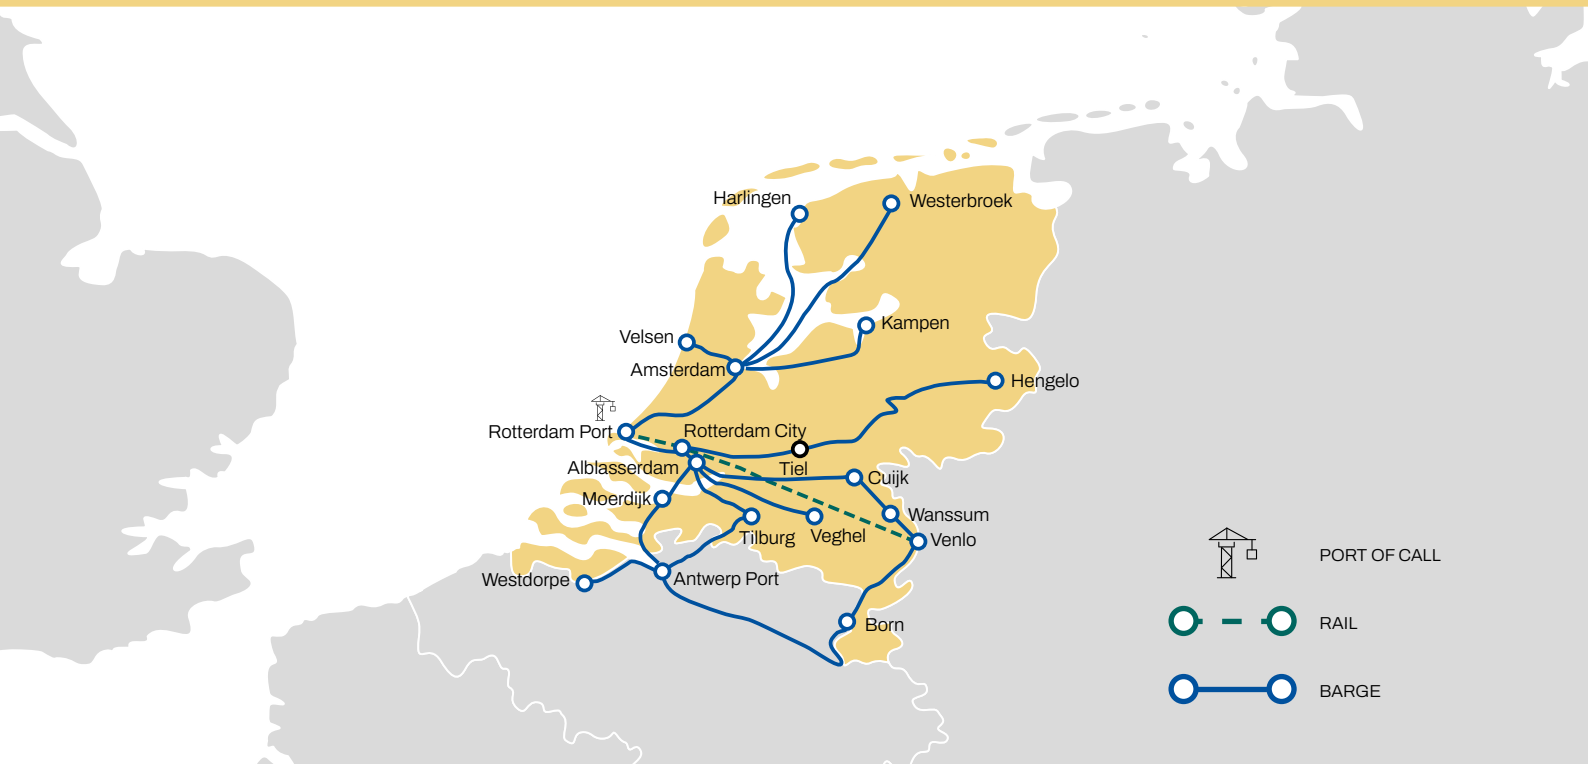 Harlingen
Westerbroek
Velsen
Kampen
Amsterdam
Hengelo
Rotterdam Port
Rotterdam City
Alblasserdam
Tiel
Cuijk
Moerdijk
Wanssum
Tilburg
Veghel
Venlo
Westdorpe
Antwerp Port
Born
PORT OF CALL
RAIL
BARGE